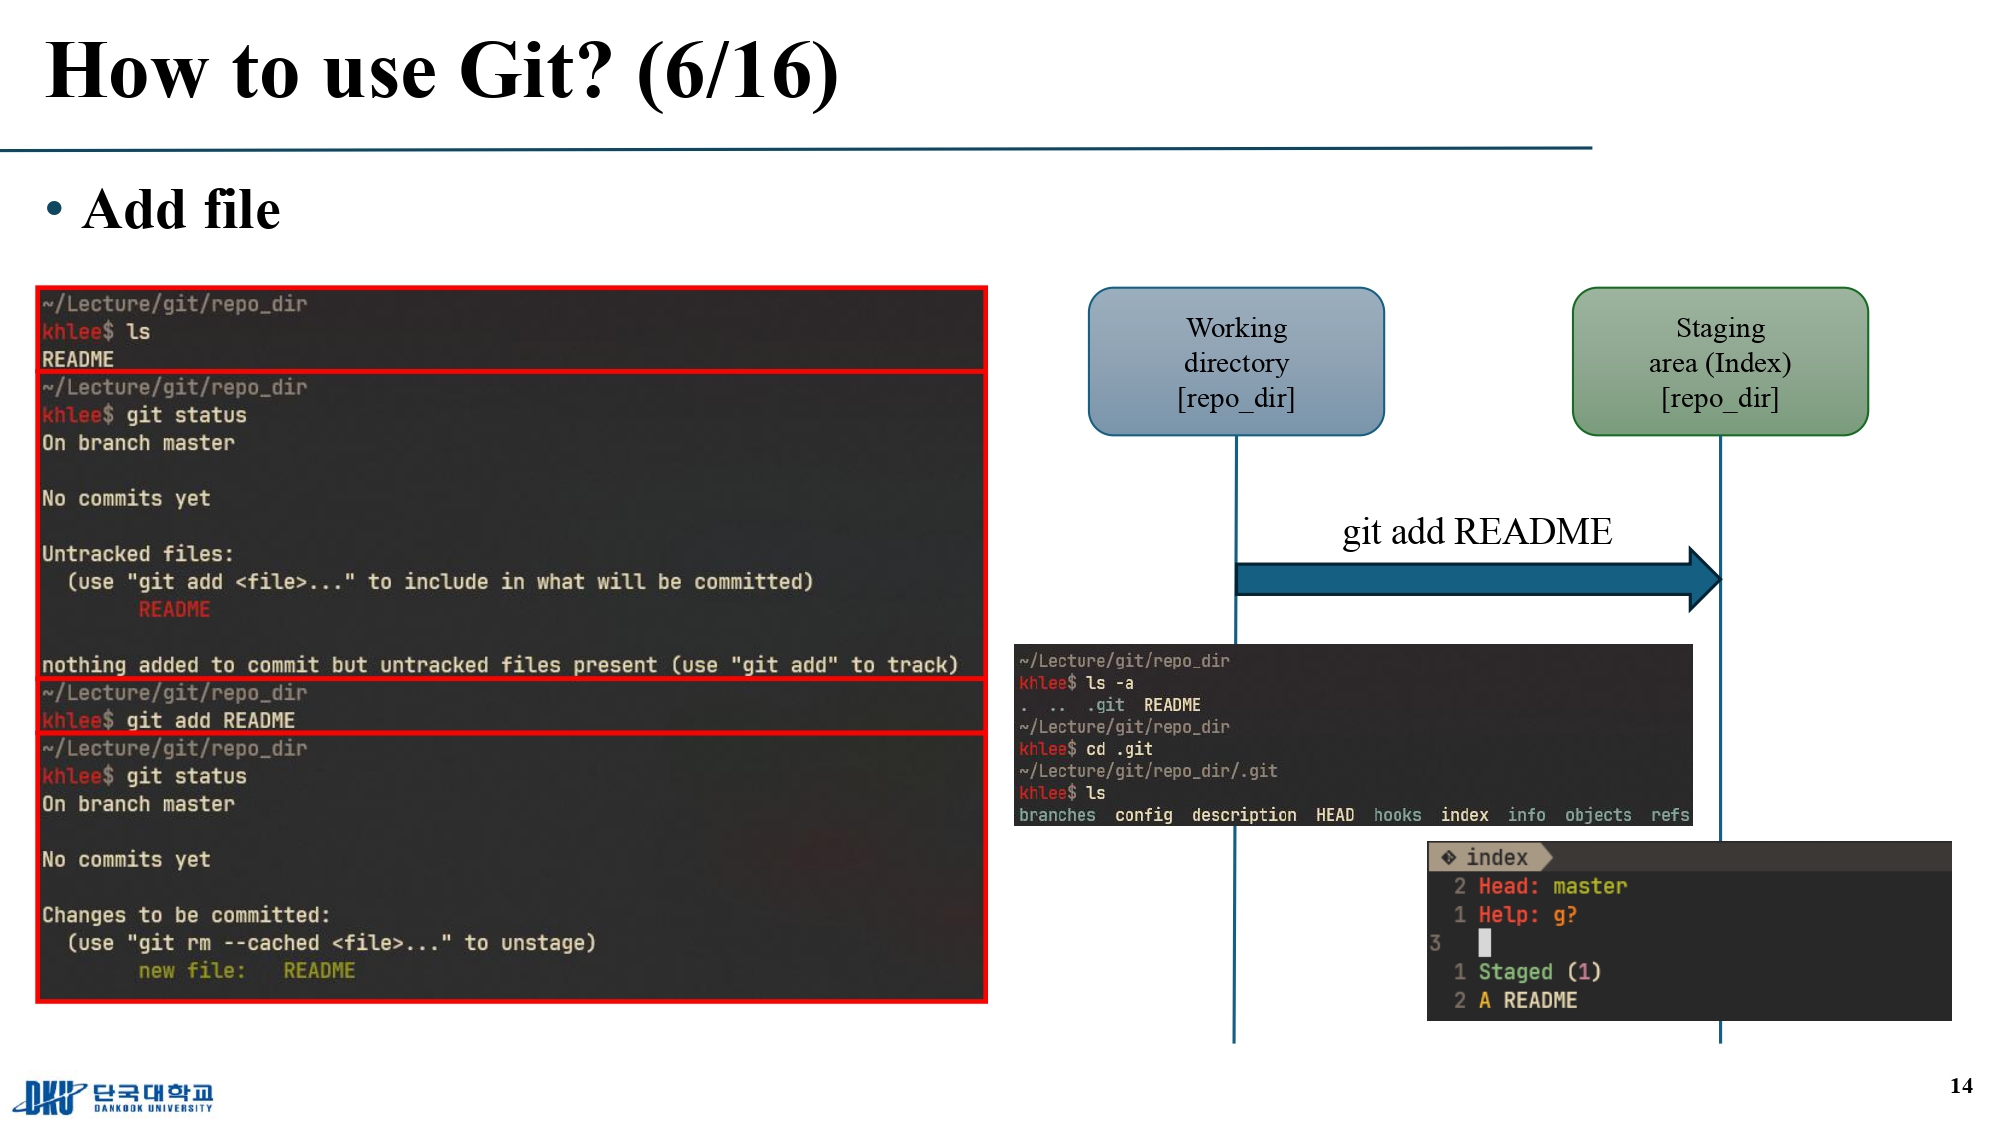 How to use Git? (6/16)
• Add file
~/Lecture/git/repo_dir
khlee$ ls
README
~/Lecture/git/repo_dir
khlee$ git status
On branch master
No commits yet
Untracked files:
(use "git add <file>..." to include in what will be committed)
README
nothing added to commit but untracked files present (use "git add" to track)
~/Lecture/git/repo_dir
khlee$ git add README
~/Lecture/git/repo_dir
khlee$ git status
On branch master
No commits yet
Changes to be committed:
(use "git rm --cached <file>..." to unstage)
new file:   README
Working
directory
[repo_dir]
Staging
area (Index)
[repo_dir]
git add README
~/Lecture/git/repo_dir
khlee$ ls -a
.  ..  .git  README
~/Lecture/git/repo_dir
khlee$ cd .git
~/Lecture/git/repo_dir/.git
khlee$ ls
branches  config  description  HEAD  hooks  index  info  objects  refs
index
2 Head: master
1 Help: g?
3
1 Staged (1)
2 A README
DKU 단국대학교
DANKOOK UNIVERSITY
14